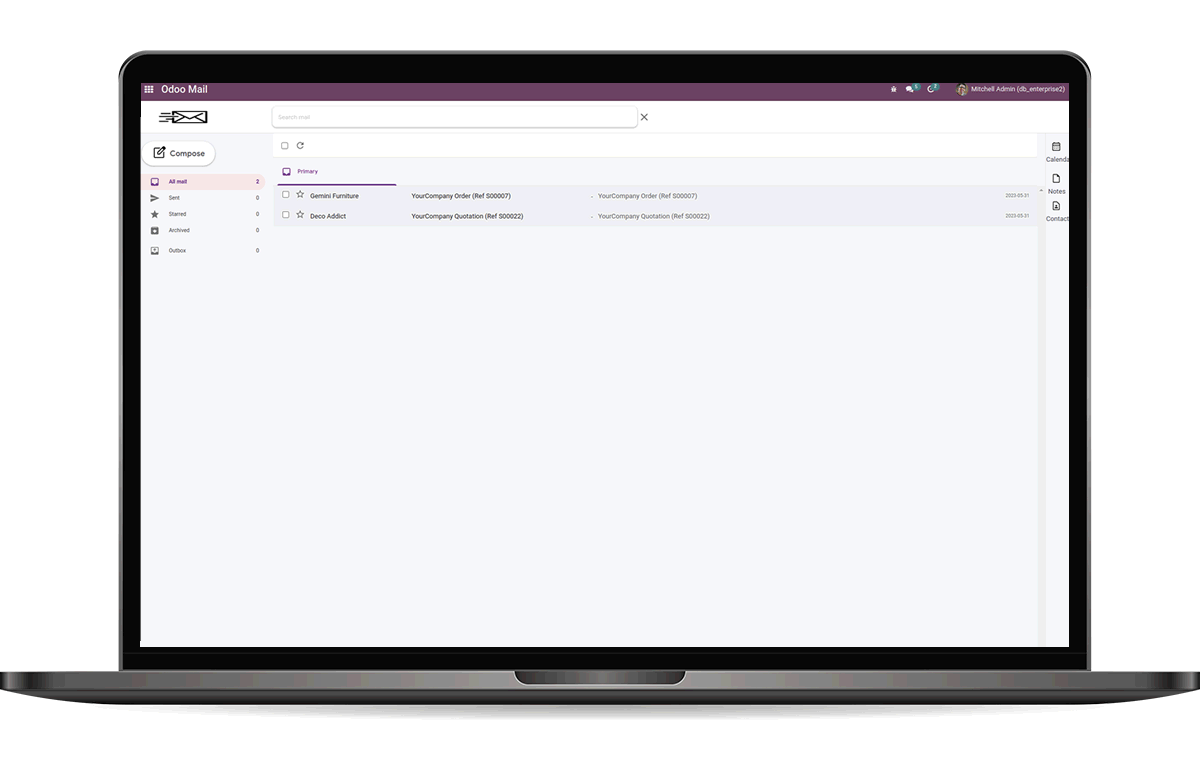 Odoo Mail
Mitchell Admin (db_enterprise2)
Search mail
Compose
All mail 2
Sent 0
Starred 0
Archived 0
Outbox 0
Primary
Gemini Furniture YourCompany Order (Ref S00007) - YourCompany Order (Ref S00007) 2023-05-31
Deco Addict YourCompany Quotation (Ref S00022) - YourCompany Quotation (Ref S00022) 2023-05-31
Calenda
Notes
Contact